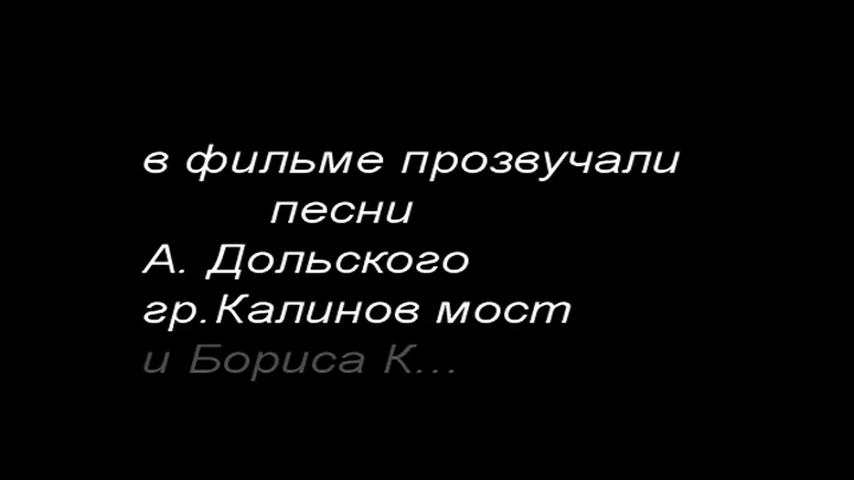 в фильме прозвучали
песни
А. Дольского
гр.Калинов мост
и Бориса К...